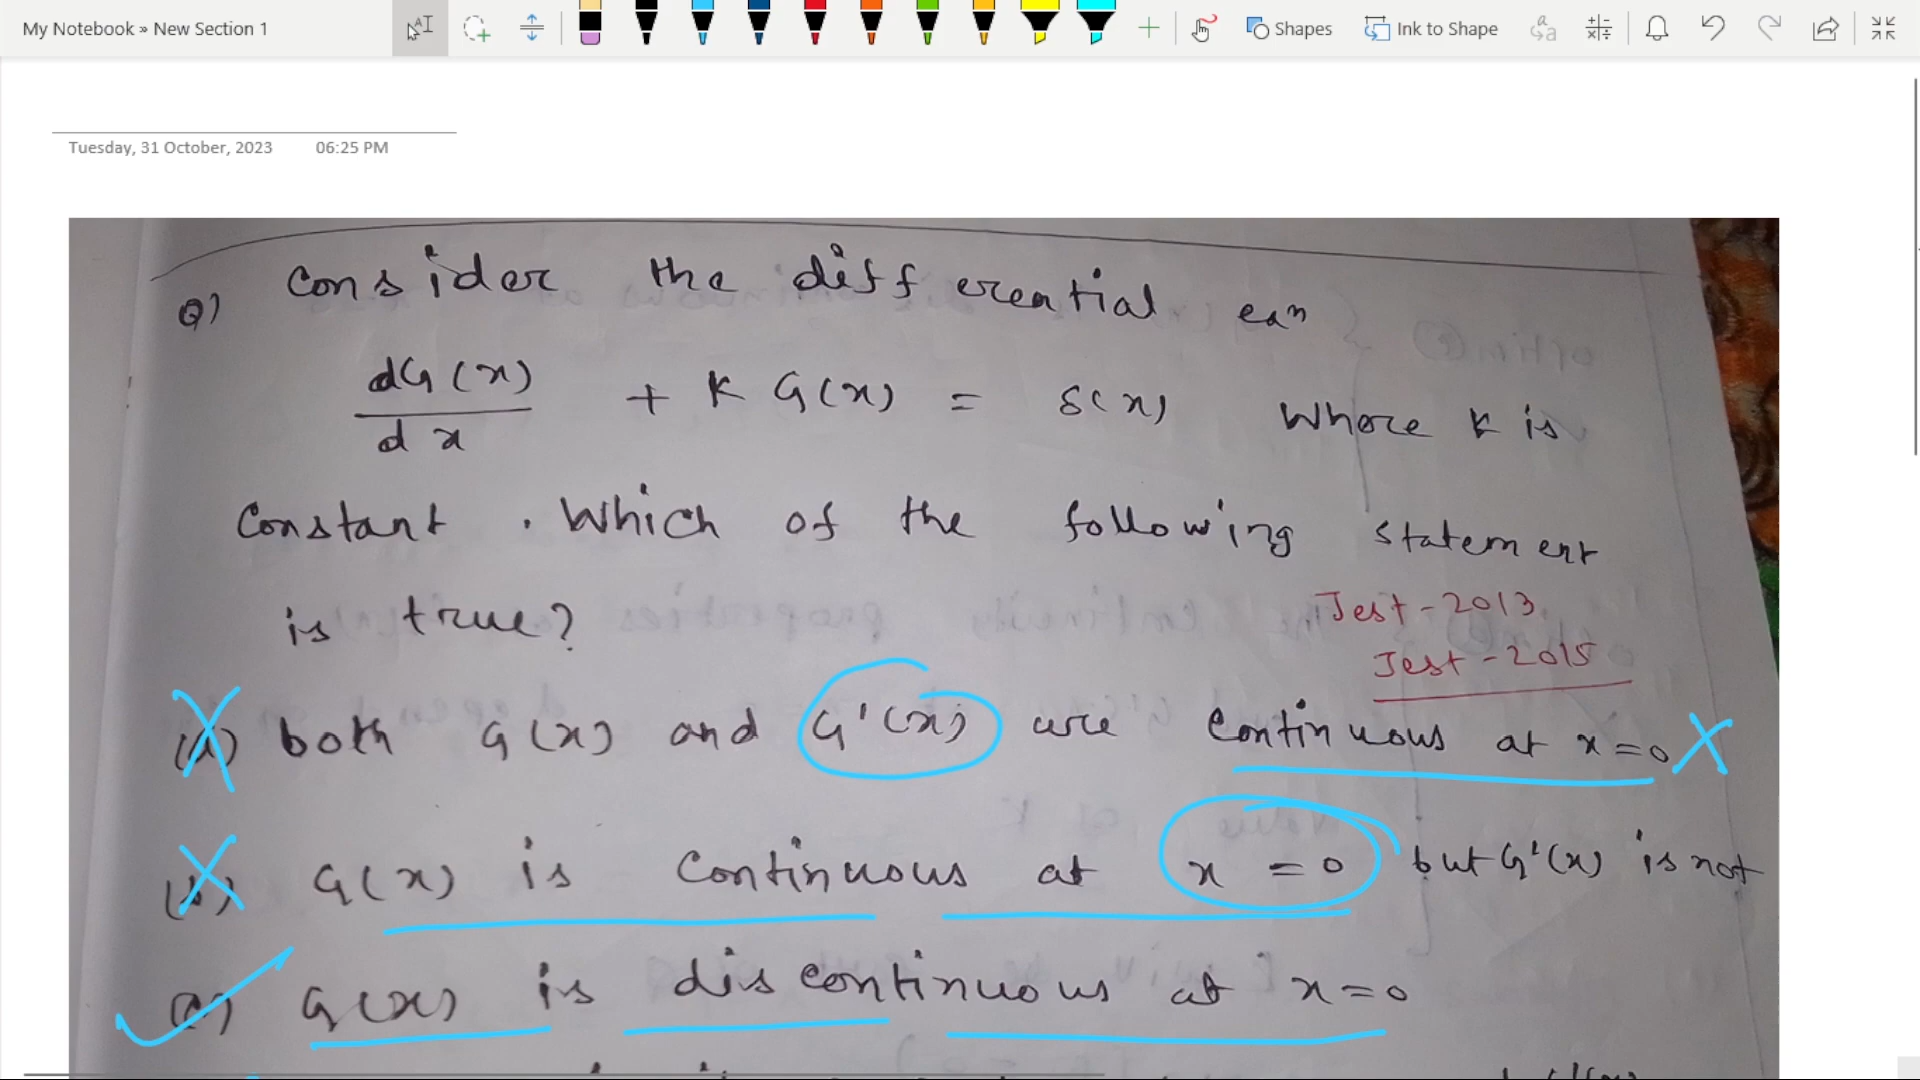 My Notebook » New Section 1
Shapes
Ink to Shape
Tuesday, 31 October, 2023 06:25 PM
Q) Consider the differential eqn
dG(x)/dx + K G(x) = δ(x) Where K is
Constant. Which of the following statement
is true?
Jest - 2013
Jest - 2015
(a) both G(x) and G'(x) are continuous at x=0
(b) G(x) is continuous at x=0 but G'(x) is not
(c) G(x) is discontinuous at x=0